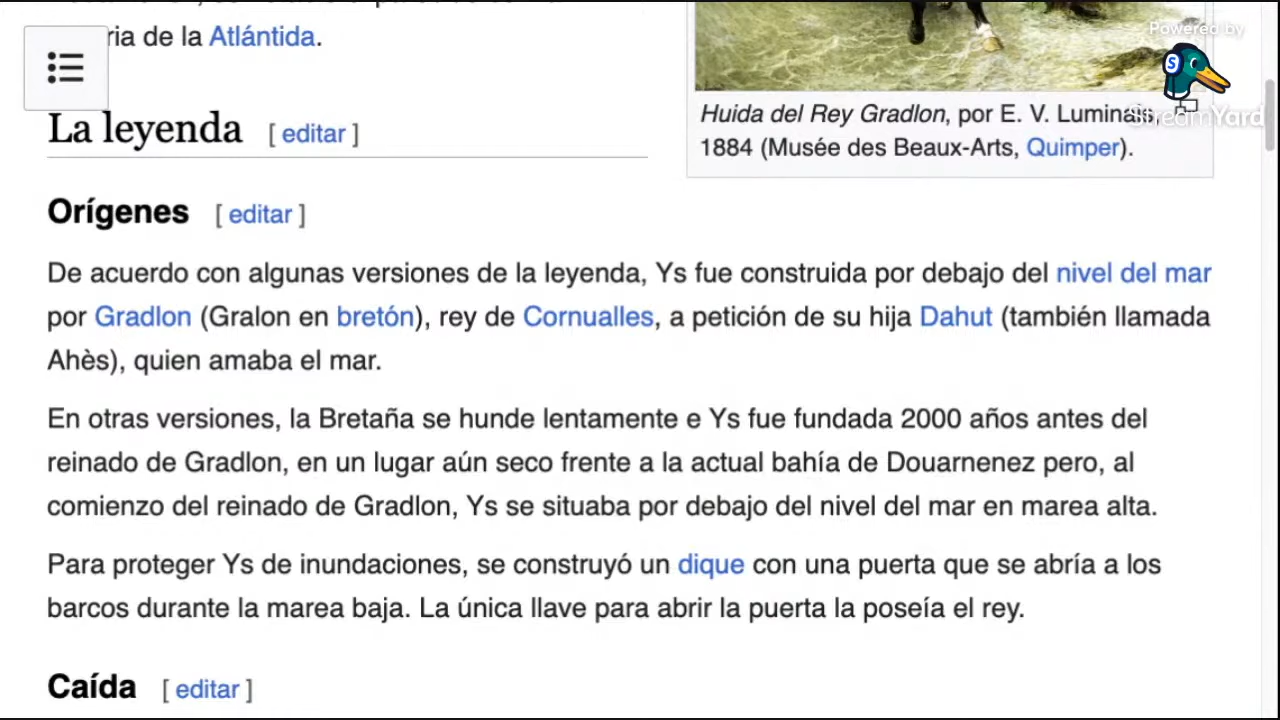 ria de la Atlántida.
Powered by
S
StreamYard
La leyenda [ editar ]
Huida del Rey Gradlon, por E. V. Luminais,
1884 (Musée des Beaux-Arts, Quimper).
Orígenes [ editar ]
De acuerdo con algunas versiones de la leyenda, Ys fue construida por debajo del nivel del mar
por Gradlon (Gralon en bretón), rey de Cornualles, a petición de su hija Dahut (también llamada
Ahès), quien amaba el mar.
En otras versiones, la Bretaña se hunde lentamente e Ys fue fundada 2000 años antes del
reinado de Gradlon, en un lugar aún seco frente a la actual bahía de Douarnenez pero, al
comienzo del reinado de Gradlon, Ys se situaba por debajo del nivel del mar en marea alta.
Para proteger Ys de inundaciones, se construyó un dique con una puerta que se abría a los
barcos durante la marea baja. La única llave para abrir la puerta la poseía el rey.
Caída [ editar ]